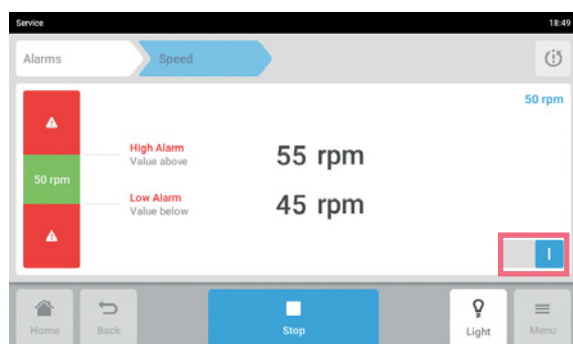 Service 18:49
Alarms Speed
50 rpm
High Alarm
Value above 55 rpm
50 rpm
Low Alarm
Value below 45 rpm
I
Home Back Stop Light Menu